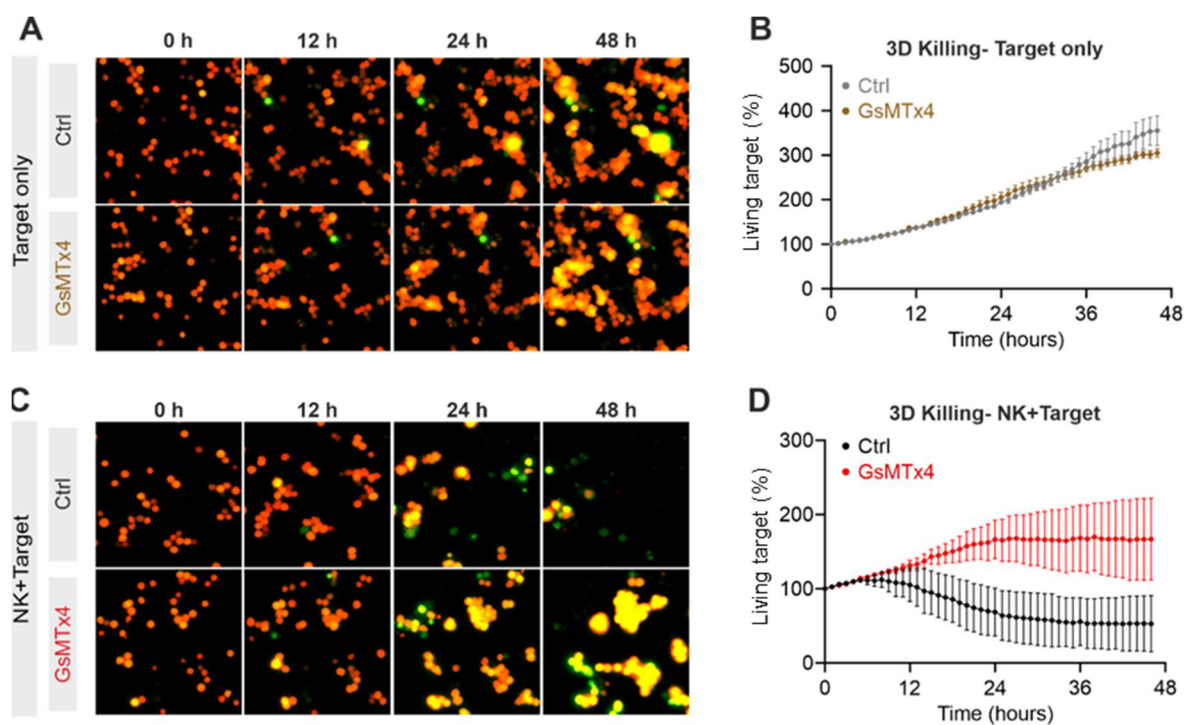 A
0 h 12 h 24 h 48 h
Target only
Ctrl
GsMTx4
B
3D Killing- Target only
Ctrl
GsMTx4
Living target (%)
500
400
300
200
100
0
0 12 24 36 48
Time (hours)
C
0 h 12 h 24 h 48 h
NK+Target
Ctrl
GsMTx4
D
3D Killing- NK+Target
Ctrl
GsMTx4
Living target (%)
300
200
100
0
0 12 24 36 48
Time (hours)